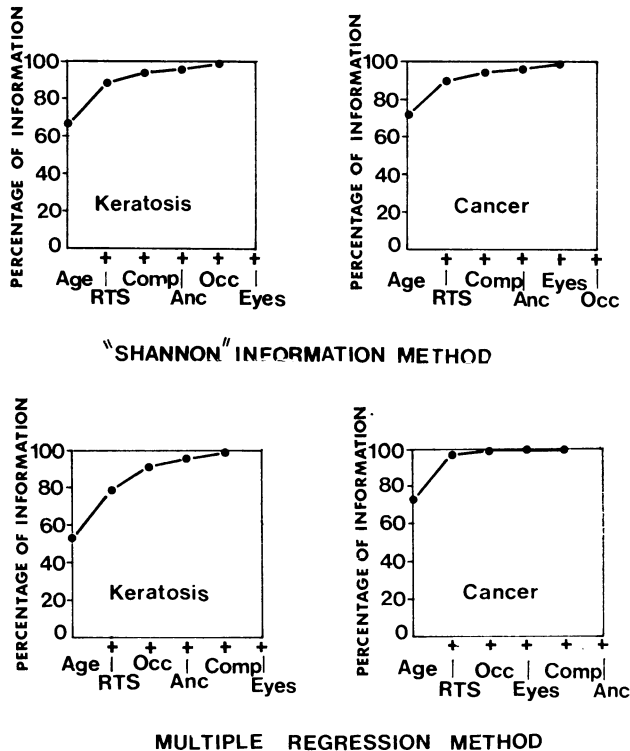 PERCENTAGE OF INFORMATION
100
80
60
40
20
0
Keratosis
+ + + + +
Age Comp Occ
RTS Anc Eyes
PERCENTAGE OF INFORMATION
100
80
60
40
20
0
Cancer
+ + + + +
Age Comp Eyes
RTS Anc Occ
"SHANNON" INFORMATION METHOD
PERCENTAGE OF INFORMATION
100
80
60
40
20
0
Keratosis
+ + + + +
Age Occ Comp
RTS Anc Eyes
PERCENTAGE OF INFORMATION
100
80
60
40
20
0
Cancer
+ + + + +
Age Occ Comp
RTS Eyes Anc
MULTIPLE REGRESSION METHOD